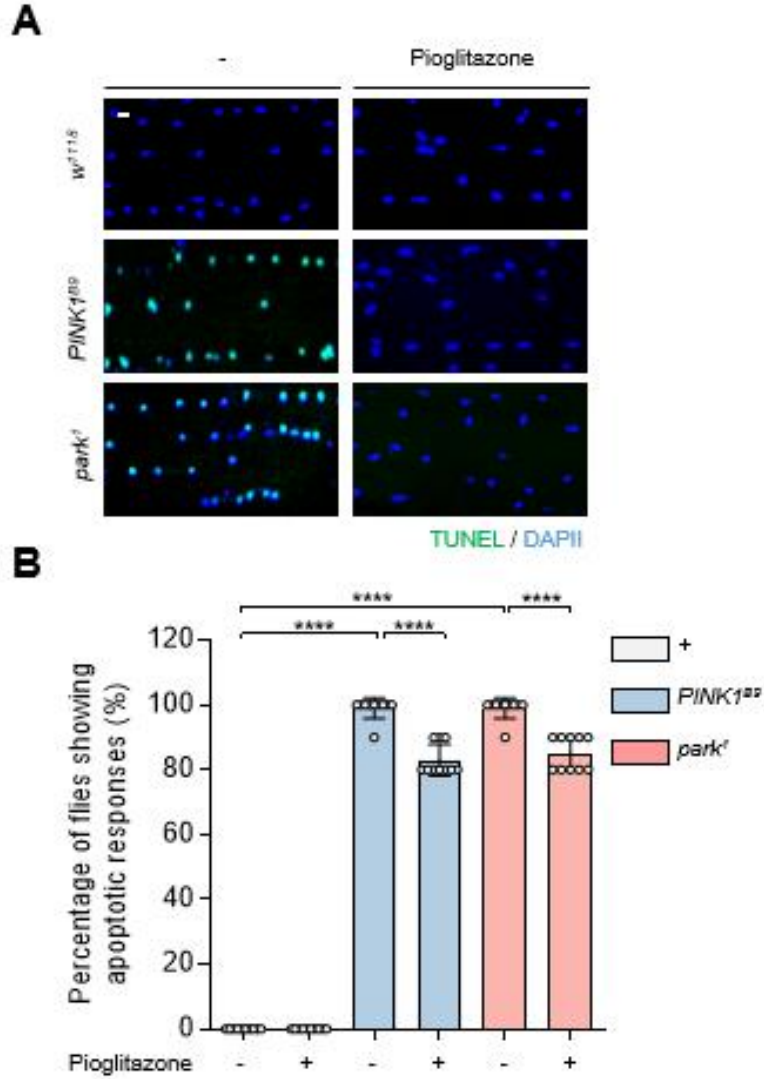 A
- Pioglitazone
w¹¹¹⁸
PINK1ᴮ⁹
park¹
TUNEL / DAPII
B
**** ****
**** ****
Percentage of flies showing
apoptotic responses (%)
120
100
80
60
40
20
0
+
PINK1ᴮ⁹
park¹
Pioglitazone - + - + - +